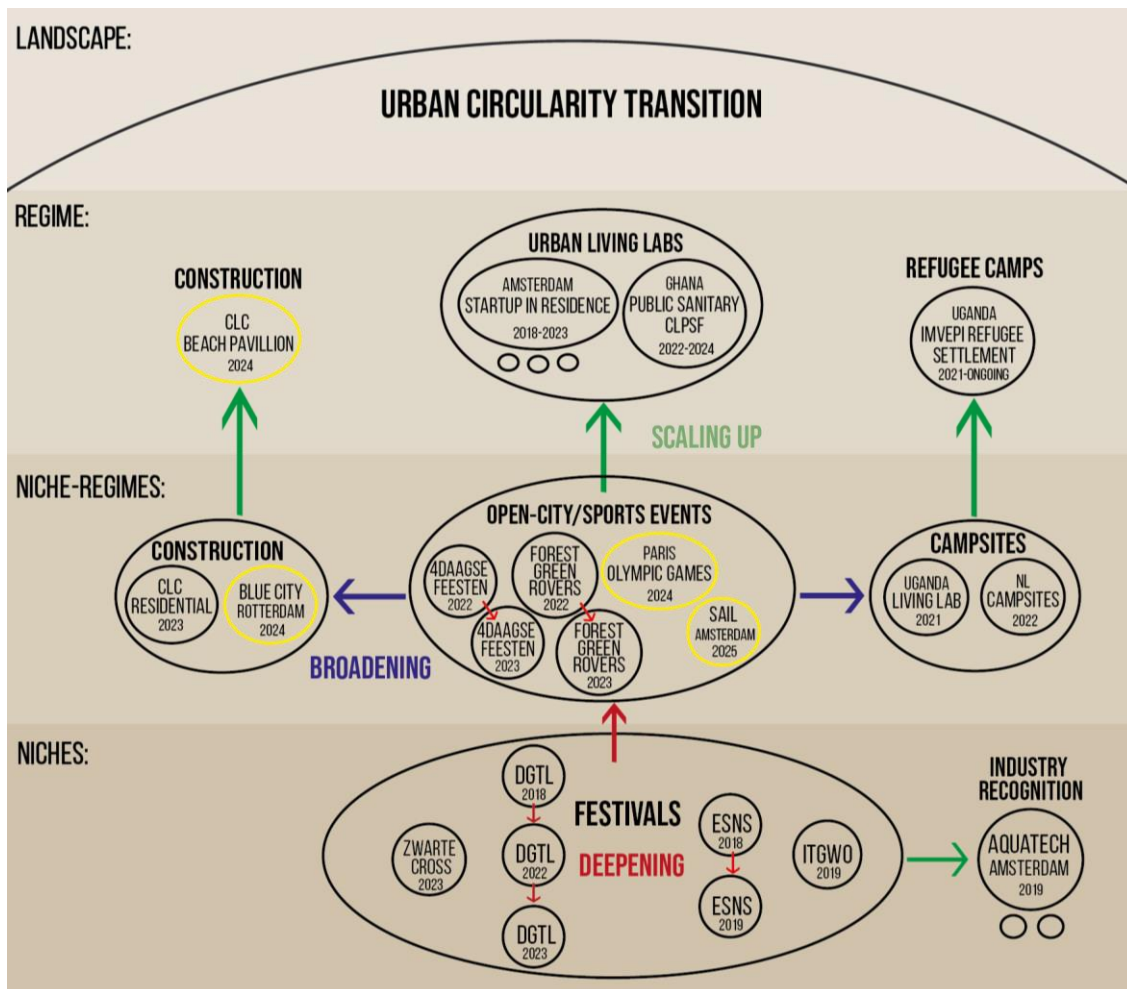 LANDSCAPE:
URBAN CIRCULARITY TRANSITION
REGIME:
CONSTRUCTION
CLC
BEACH PAVILLION
2024
URBAN LIVING LABS
AMSTERDAM
STARTUP IN RESIDENCE
2018-2023
GHANA
PUBLIC SANITARY
CLPSF
2022-2024
REFUGEE CAMPS
UGANDA
IMVEPI REFUGEE
SETTLEMENT
2021-ONGOING
SCALING UP
NICHE-REGIMES:
CONSTRUCTION
CLC
RESIDENTIAL
2023
BLUE CITY
ROTTERDAM
2024
BROADENING
OPEN-CITY/SPORTS EVENTS
4DAAGSE
FEESTEN
2022
4DAAGSE
FEESTEN
2023
FOREST
GREEN
ROVERS
2022
FOREST
GREEN
ROVERS
2023
PARIS
OLYMPIC GAMES
2024
SAIL
AMSTERDAM
2025
CAMPSITES
UGANDA
LIVING LAB
2021
NL
CAMPSITES
2022
NICHES:
FESTIVALS
DEEPENING
ZWARTE
CROSS
2023
DGTL
2018
DGTL
2022
DGTL
2023
ESNS
2018
ESNS
2019
ITGWO
2019
INDUSTRY
RECOGNITION
AQUATECH
AMSTERDAM
2019